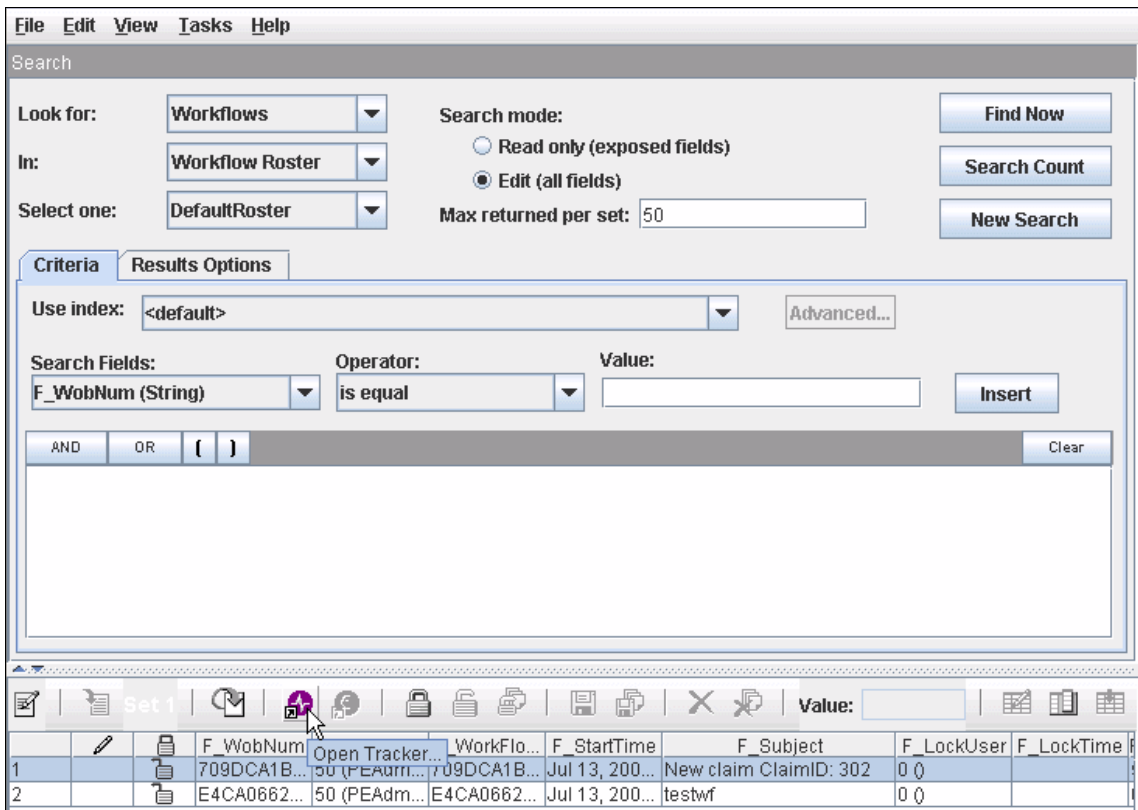 File Edit View Tasks Help
Search
Look for: Workflows
Search mode:
Find Now
Read only (exposed fields)
In: Workflow Roster
Edit (all fields)
Search Count
Select one: DefaultRoster
Max returned per set: 50
New Search
Criteria Results Options
Use index: <default> Advanced...
Search Fields: Operator: Value:
F_WobNum (String) is equal Insert
AND OR ( ) Clear
Set 1 Value:
F_WobNum _WorkFlo... F_StartTime F_Subject F_LockUser F_LockTime
Open Tracker...
1 709DCA1B... 50 (PEAdm... 709DCA1B... Jul 13, 200... New claim ClaimID: 302 0 ()
2 E4CA0662... 50 (PEAdm... E4CA0662... Jul 13, 200... testwf 0 ()